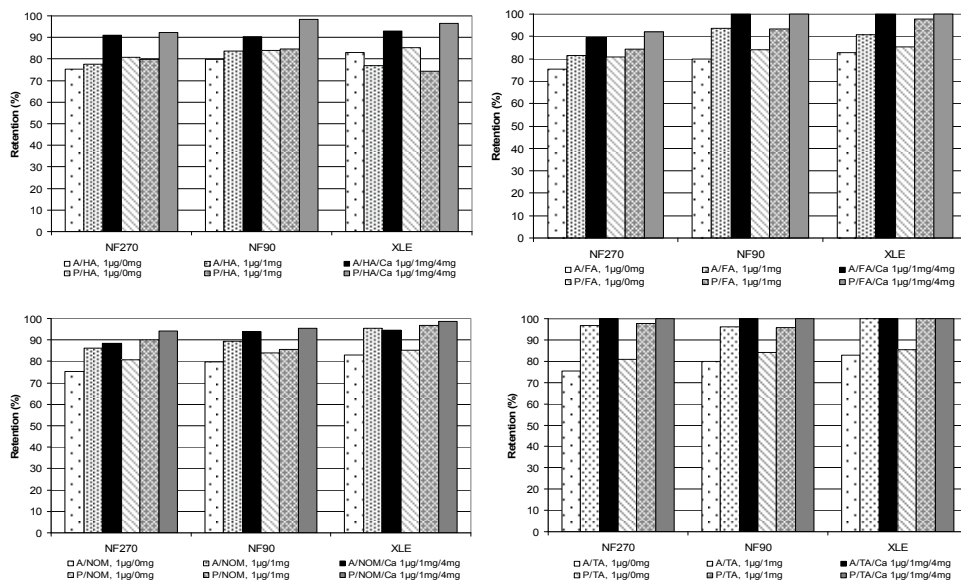 100
90
80
70
60
50
40
30
20
10
0
Retention (%)
NF270 NF90 XLE
A/HA, 1µg/0mg A/HA, 1µg/1mg A/HA/Ca 1µg/1mg/4mg
P/HA, 1µg/0mg P/HA, 1µg/1mg P/HA/Ca 1µg/1mg/4mg
100
90
80
70
60
50
40
30
20
10
0
Retention (%)
NF270 NF90 XLE
A/FA, 1µg/0mg A/FA, 1µg/1mg A/FA/Ca 1µg/1mg/4mg
P/FA, 1µg/0mg P/FA, 1µg/1mg P/FA/Ca 1µg/1mg/4mg
100
90
80
70
60
50
40
30
20
10
0
Retention (%)
NF270 NF90 XLE
A/NOM, 1µg/0mg A/NOM, 1µg/1mg A/NOM/Ca 1µg/1mg/4mg
P/NOM, 1µg/0mg P/NOM, 1µg/1mg P/NOM/Ca 1µg/1mg/4mg
100
90
80
70
60
50
40
30
20
10
0
Retention (%)
NF270 NF90 XLE
A/TA, 1µg/0mg A/TA, 1µg/1mg A/TA/Ca 1µg/1mg/4mg
P/TA, 1µg/0mg P/TA, 1µg/1mg P/TA/Ca 1µg/1mg/4mg